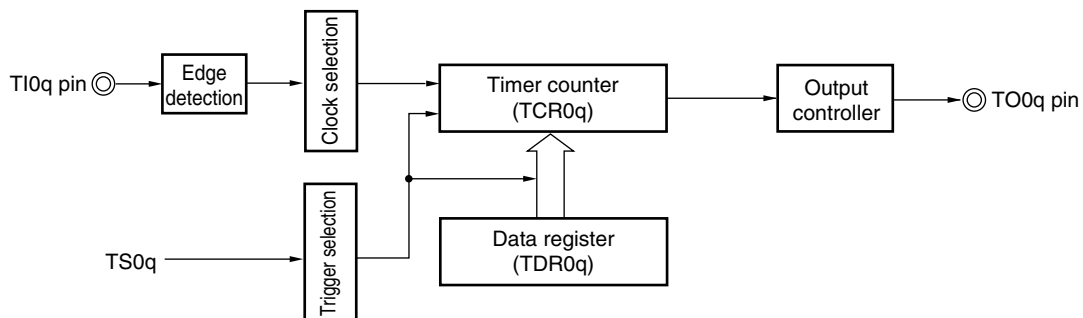 TI0q pin
Edge
detection
Clock selection
Timer counter
(TCR0q)
Output
controller
TO0q pin
TS0q
Trigger selection
Data register
(TDR0q)